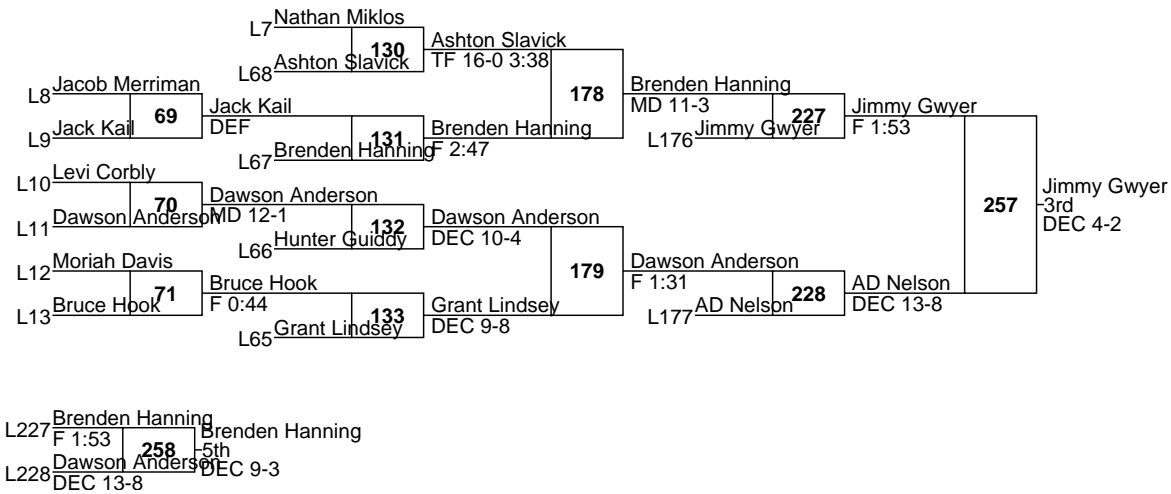 L7 Nathan Miklos
130
L68 Ashton Slavick
Ashton Slavick
TF 16-0 3:38
L8 Jacob Merriman
69
L9 Jack Kail
Jack Kail
DEF
131
L67 Brenden Hanning
Brenden Hanning
F 2:47
178
Brenden Hanning
MD 11-3
227
L176 Jimmy Gwyer
Jimmy Gwyer
F 1:53
L10 Levi Corbly
70
L11 Dawson Anderson
Dawson Anderson
MD 12-1
132
L66 Hunter Guiddy
Dawson Anderson
DEC 10-4
L12 Moriah Davis
71
L13 Bruce Hook
Bruce Hook
F 0:44
133
L65 Grant Lindsey
Grant Lindsey
DEC 9-8
179
Dawson Anderson
F 1:31
228
L177 AD Nelson
AD Nelson
DEC 13-8
257
Jimmy Gwyer
3rd
DEC 4-2
L227 Brenden Hanning
F 1:53
258
L228 Dawson Anderson
DEC 13-8
Brenden Hanning
5th
DEC 9-3